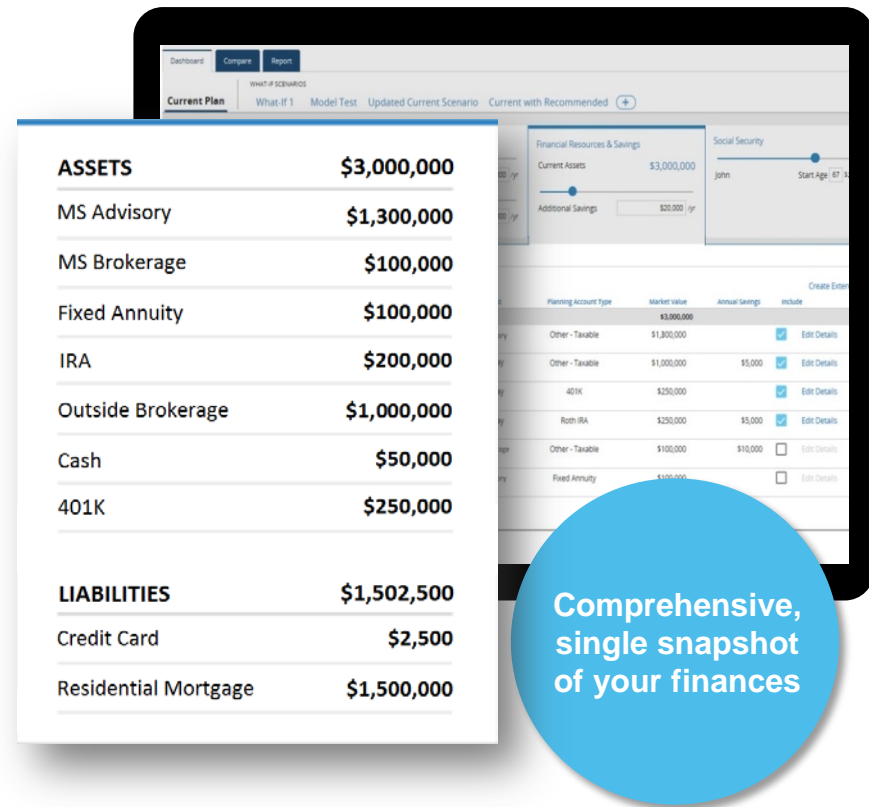 Dashboard Compare Report
WHAT-IF SCENARIOS
Current Plan What-If 1 Model Test Updated Current Scenario Current with Recommended +
ASSETS $3,000,000
MS Advisory $1,300,000
MS Brokerage $100,000
Fixed Annuity $100,000
IRA $200,000
Outside Brokerage $1,000,000
Cash $50,000
401K $250,000
LIABILITIES $1,502,500
Credit Card $2,500
Residential Mortgage $1,500,000
Financial Resources & Savings
Current Assets $3,000,000
Additional Savings $20,000 /yr
Social Security
John Start Age 67
Planning Account Type Market Value Annual Savings Include
$3,000,000
Other - Taxable $1,300,000 Edit Details
Other - Taxable $1,000,000 $5,000 Edit Details
401K $250,000 Edit Details
Roth IRA $250,000 $5,000 Edit Details
Other - Taxable $100,000 $10,000 Edit Details
Fixed Annuity $100,000 Edit Details
Comprehensive,
single snapshot
of your finances